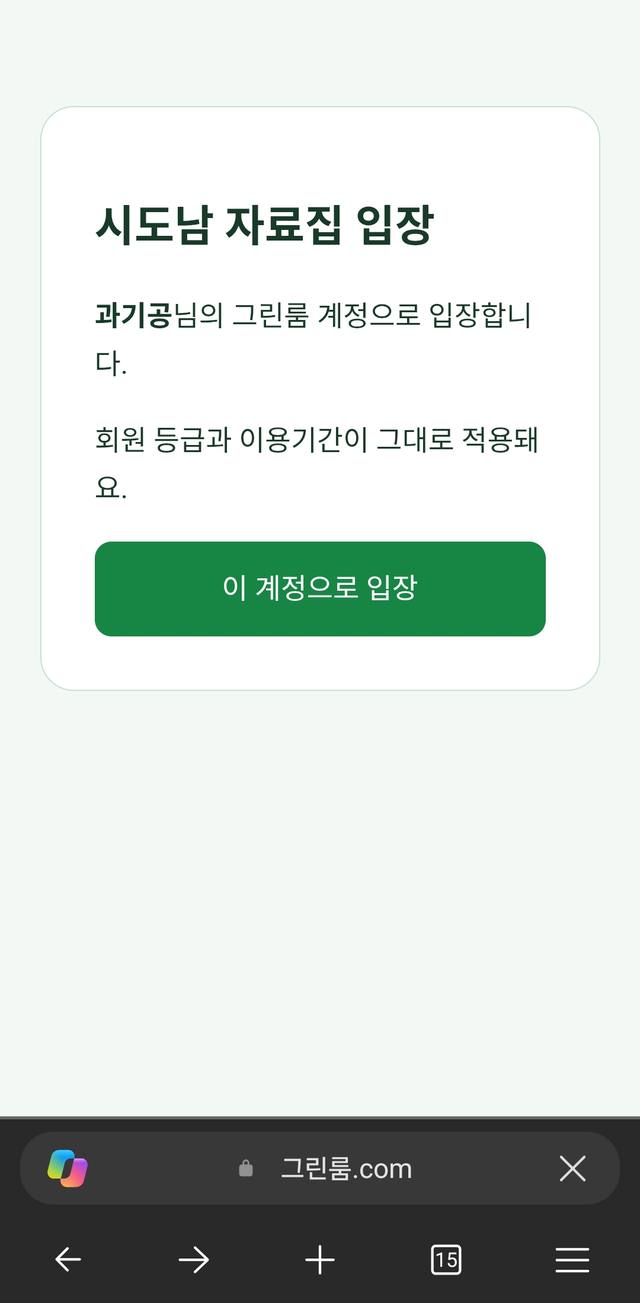 시도남 자료집 입장
과기공님의 그린룸 계정으로 입장합니
다.
회원 등급과 이용기간이 그대로 적용돼
요.
이 계정으로 입장
그린룸.com
15